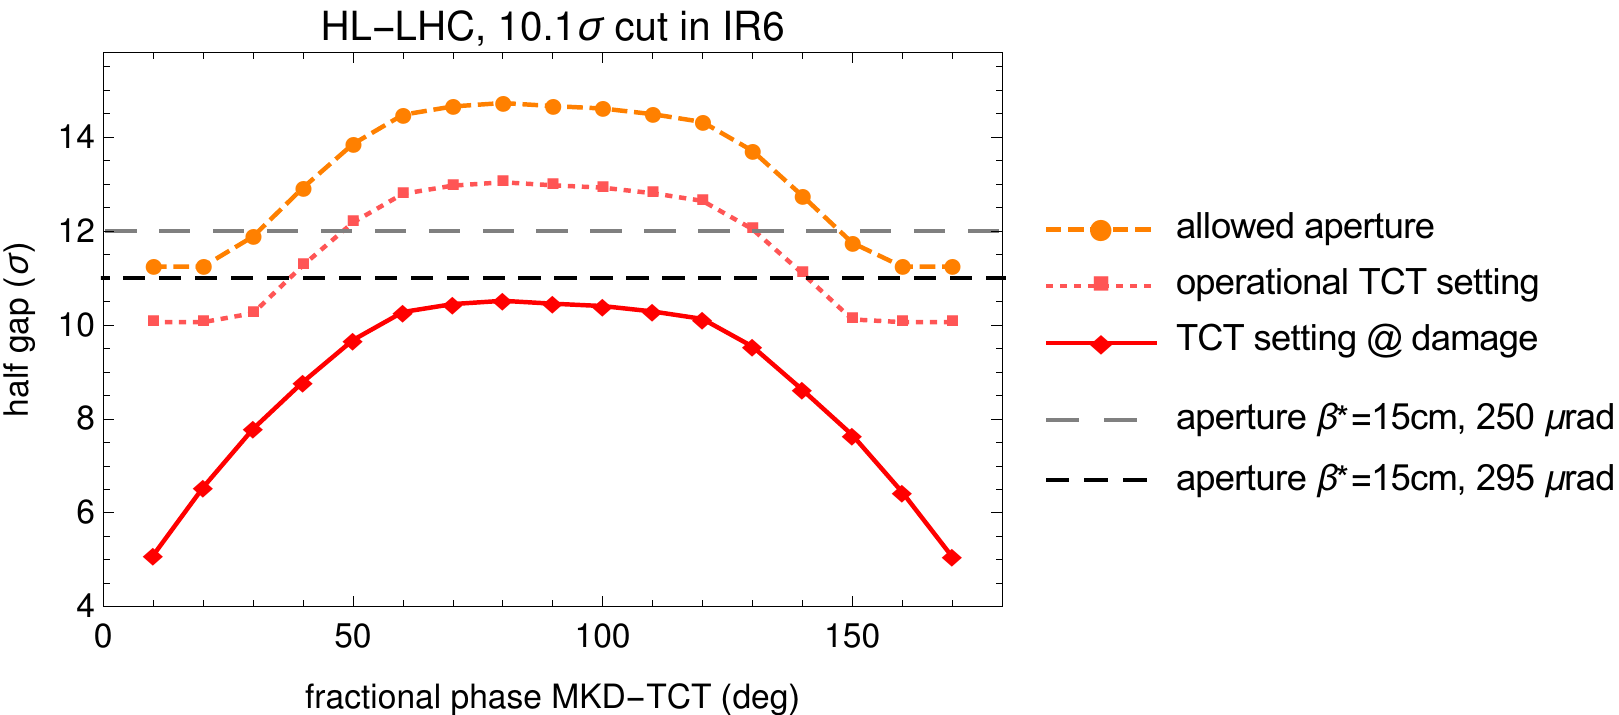 HL−LHC, 10.1σ cut in IR6
half gap (σ)
14
12
10
8
6
4
0
50
100
150
fractional phase MKD−TCT (deg)
allowed aperture
operational TCT setting
TCT setting @ damage
aperture β*=15cm, 250 μrad
aperture β*=15cm, 295 μrad